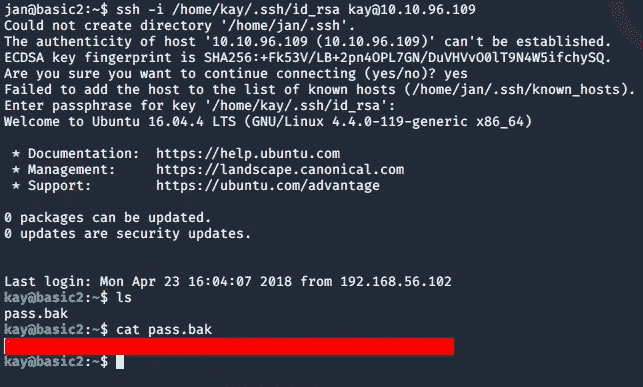 jan@basic2:~$ ssh -i /home/kay/.ssh/id_rsa kay@10.10.96.109
Could not create directory '/home/jan/.ssh'.
The authenticity of host '10.10.96.109 (10.10.96.109)' can't be established.
ECDSA key fingerprint is SHA256:+Fk53V/LB+2pn4OPL7GN/DuVHVvO0lT9N4W5ifchySQ.
Are you sure you want to continue connecting (yes/no)? yes
Failed to add the host to the list of known hosts (/home/jan/.ssh/known_hosts).
Enter passphrase for key '/home/kay/.ssh/id_rsa':
Welcome to Ubuntu 16.04.4 LTS (GNU/Linux 4.4.0-119-generic x86_64)
* Documentation: https://help.ubuntu.com
* Management: https://landscape.canonical.com
* Support: https://ubuntu.com/advantage
0 packages can be updated.
0 updates are security updates.
Last login: Mon Apr 23 16:04:07 2018 from 192.168.56.102
kay@basic2:~$ ls
pass.bak
kay@basic2:~$ cat pass.bak
kay@basic2:~$